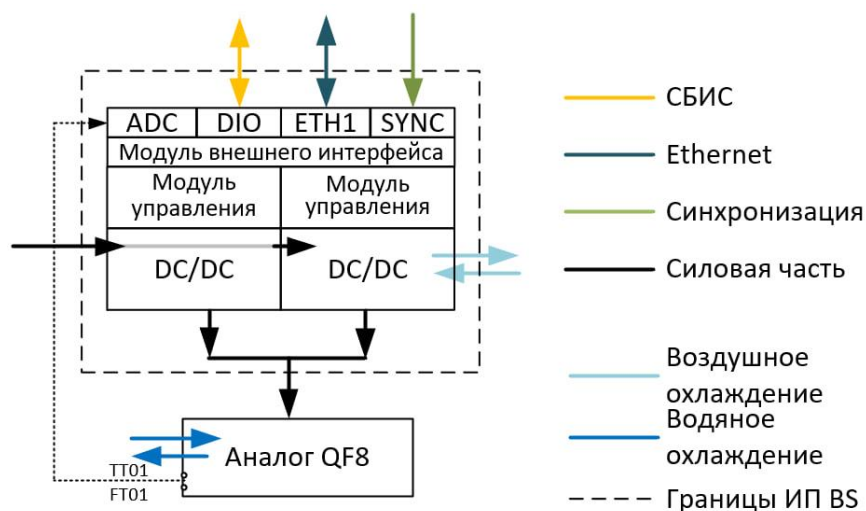 ADC DIO ETH1 SYNC
Модуль внешнего интерфейса
Модуль управления
Модуль управления
DC/DC
DC/DC
Аналог QF8
TT01
FT01
СБИС
Ethernet
Синхронизация
Силовая часть
Воздушное
охлаждение
Водяное
охлаждение
Границы ИП BS